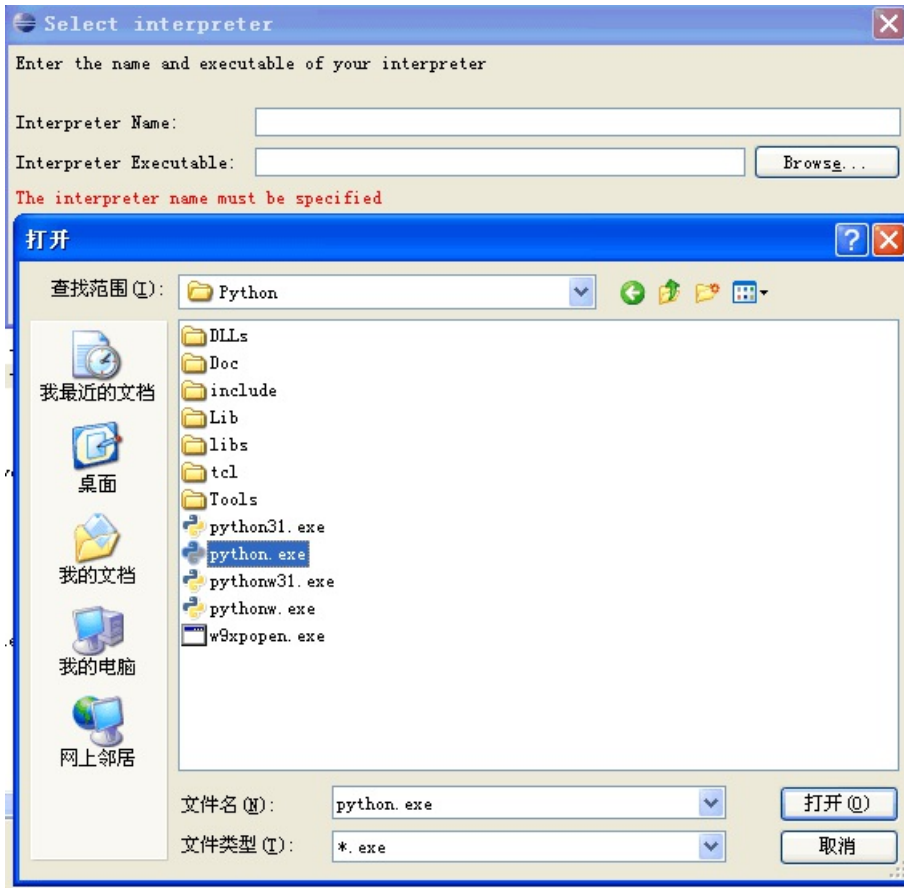 Select interpreter
Enter the name and executable of your interpreter
Interpreter Name:
Interpreter Executable: Browse...
The interpreter name must be specified
打开
查找范围(I): Python
DLLs
Doc
include
Lib
libs
tcl
Tools
python31.exe
python.exe
pythonw31.exe
pythonw.exe
w9xpopen.exe
我最近的文档
桌面
我的文档
我的电脑
网上邻居
文件名(N): python.exe 打开(O)
文件类型(T): *.exe 取消